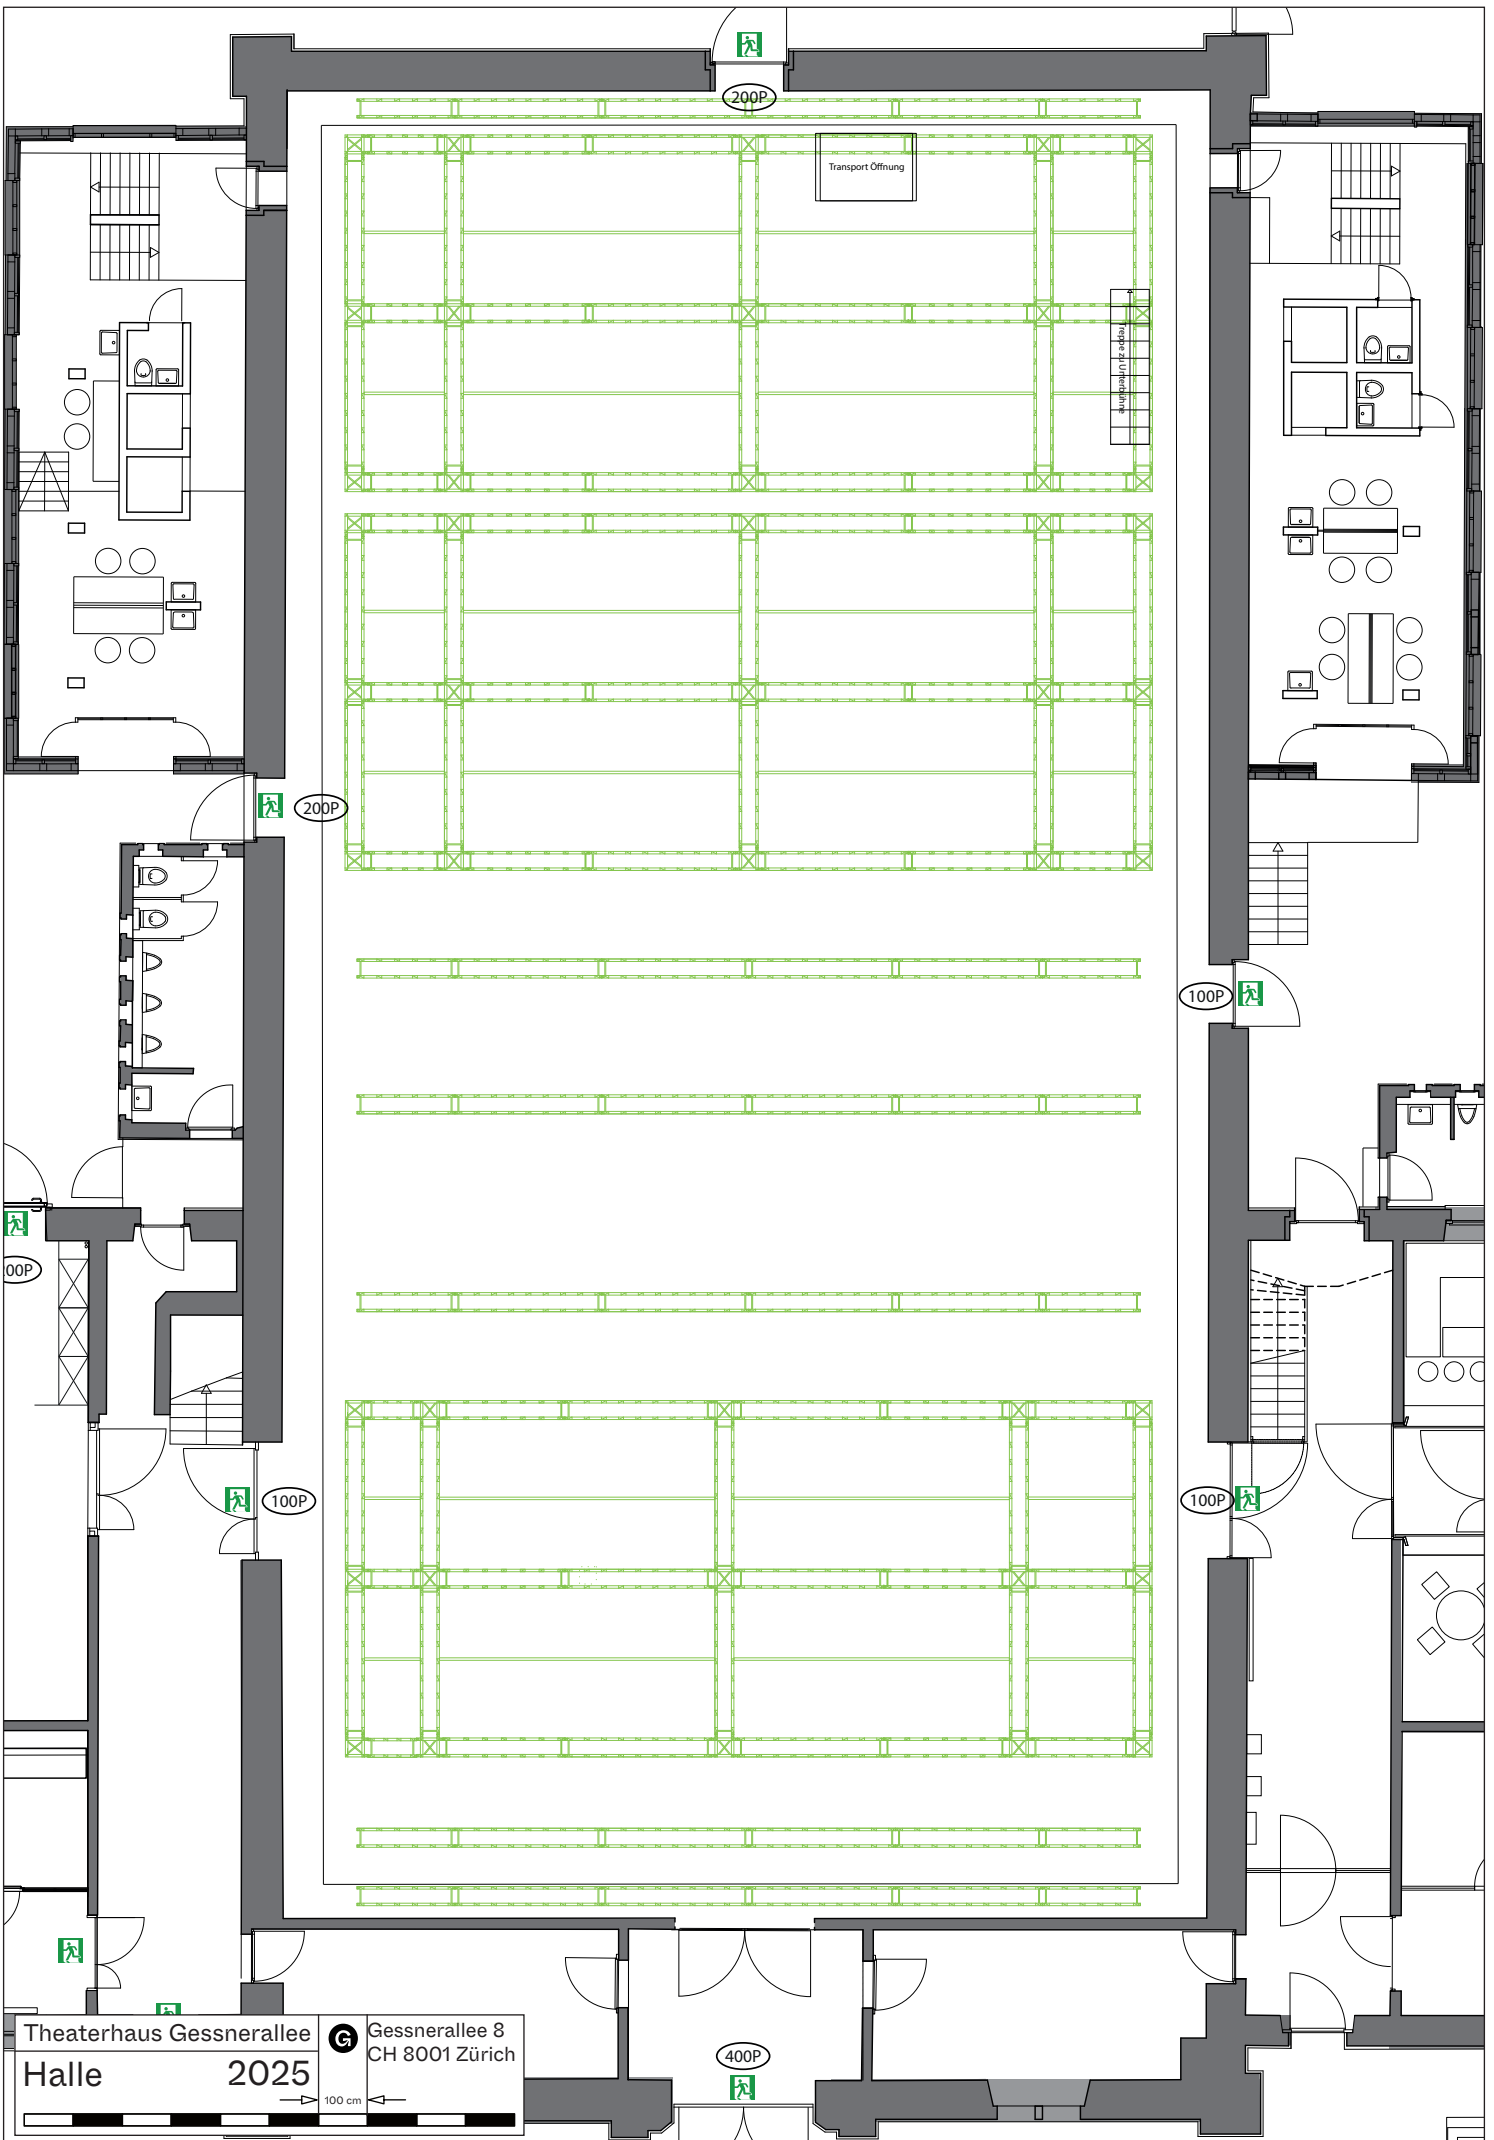 200P
Transport Öffnung
Treppe zu Unterbühne
200P
100P
00P
100P
100P
400P
Theaterhaus Gessnerallee
Halle 2025
G
Gessnerallee 8
CH 8001 Zürich
100 cm